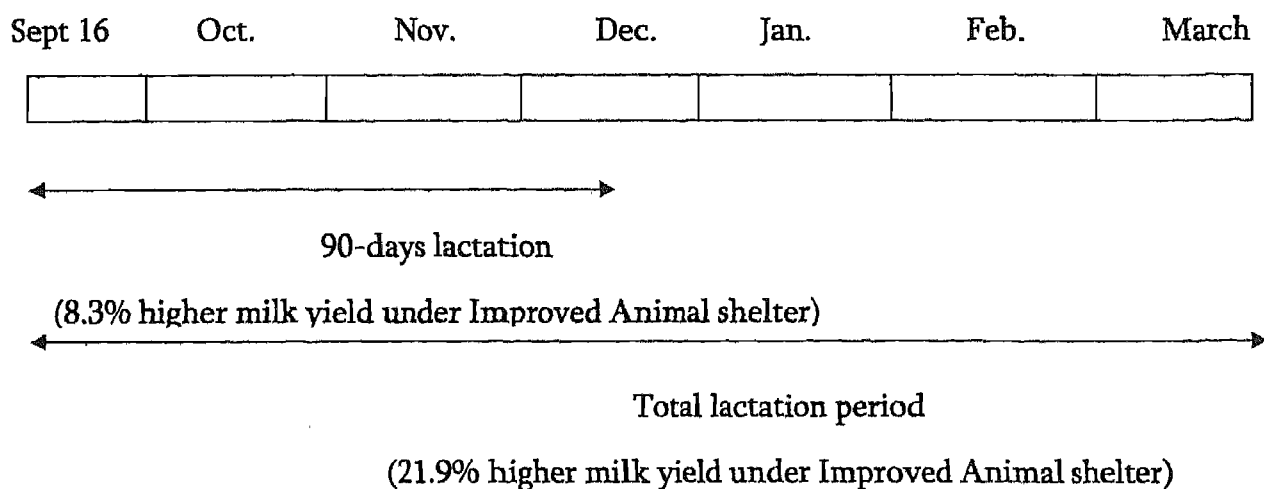 Sept 16 Oct. Nov. Dec. Jan. Feb. March
90-days lactation
(8.3% higher milk yield under Improved Animal shelter)
Total lactation period
(21.9% higher milk yield under Improved Animal shelter)